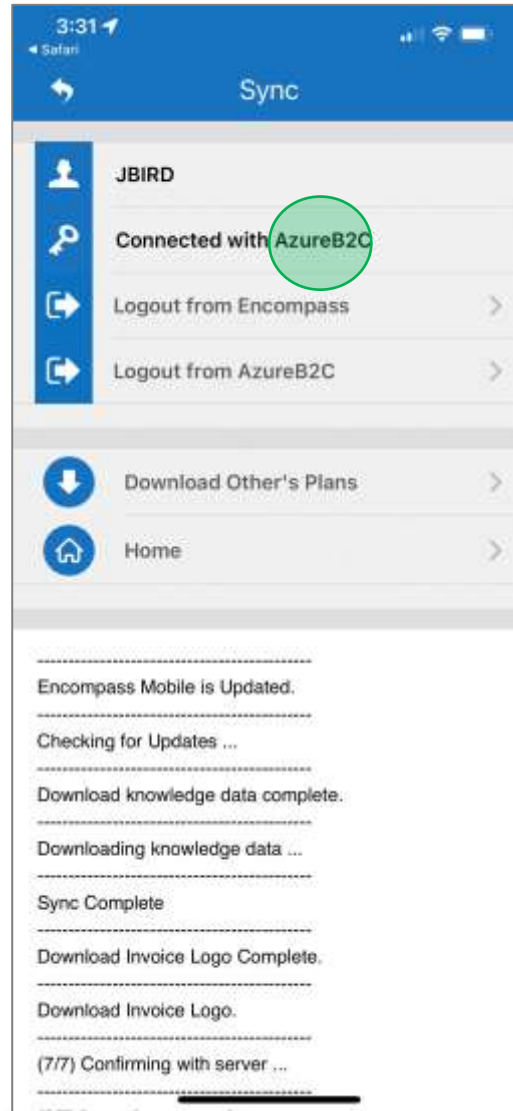 3:31
◀ Safari
Sync
JBIRD
Connected with AzureB2C
Logout from Encompass
Logout from AzureB2C
Download Other's Plans
Home
----------------------------------------------------
Encompass Mobile is Updated.
----------------------------------------------------
Checking for Updates ...
----------------------------------------------------
Download knowledge data complete.
----------------------------------------------------
Downloading knowledge data ...
----------------------------------------------------
Sync Complete
----------------------------------------------------
Download Invoice Logo Complete.
----------------------------------------------------
Download Invoice Logo.
----------------------------------------------------
(7/7) Confirming with server ...
----------------------------------------------------